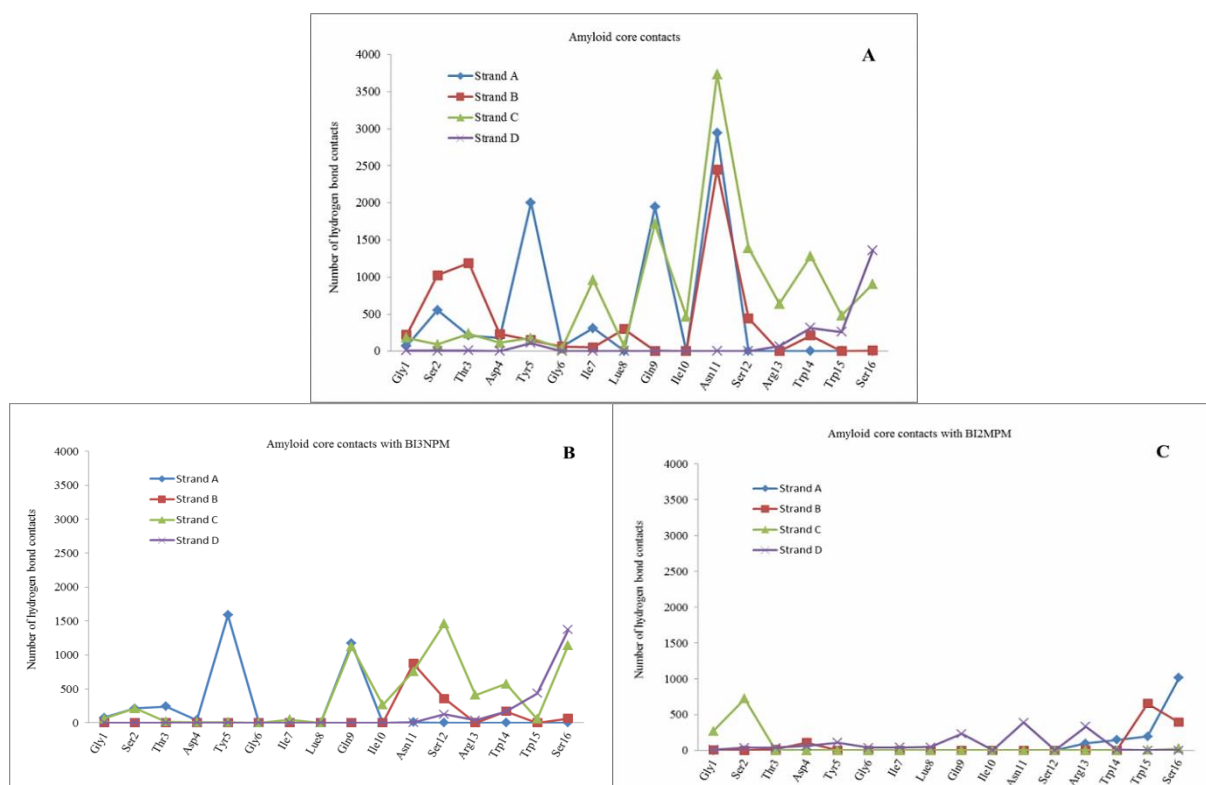 Amyloid core contacts
A
Number of hydrogen bond contacts
4000
3500
3000
2500
2000
1500
1000
500
0
Strand A
Strand B
Strand C
Strand D
Gly1 Ser2 Thr3 Asp4 Tyr5 Gly6 Ile7 Lue8 Gln9 Ile10 Asn11 Ser12 Arg13 Trp14 Trp15 Ser16
Amyloid core contacts with BI3NPM
B
Number of hydrogen bond contacts
4000
3500
3000
2500
2000
1500
1000
500
0
Strand A
Strand B
Strand C
Strand D
Gly1 Ser2 Thr3 Asp4 Tyr5 Gly6 Ile7 Lue8 Gln9 Ile10 Asn11 Ser12 Arg13 Trp14 Trp15 Ser16
Amyloid core contacts with BI2MPM
C
Number of hydrogen bond contacts
4000
3500
3000
2500
2000
1500
1000
500
0
Strand A
Strand B
Strand C
Strand D
Gly1 Ser2 Thr3 Asp4 Tyr5 Gly6 Ile7 Lue8 Gln9 Ile10 Asn11 Ser12 Arg13 Trp14 Trp15 Ser16